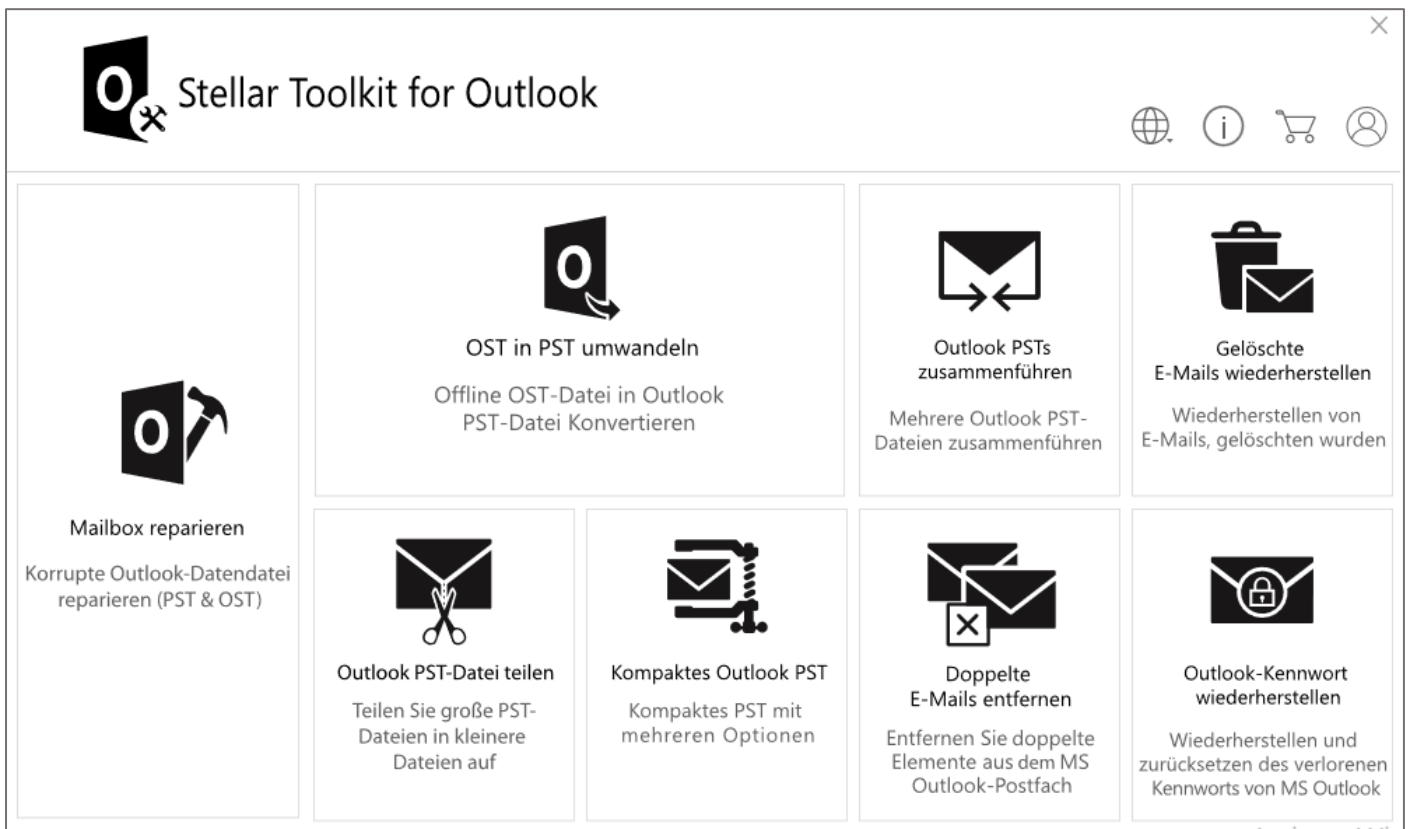 Stellar Toolkit for Outlook
Mailbox reparieren
Korrupte Outlook-Datendatei
reparieren (PST & OST)
OST in PST umwandeln
Offline OST-Datei in Outlook
PST-Datei Konvertieren
Outlook PSTs
zusammenführen
Mehrere Outlook PST-
Dateien zusammenführen
Gelöschte
E-Mails wiederherstellen
Wiederherstellen von
E-Mails, gelöschten wurden
Outlook PST-Datei teilen
Teilen Sie große PST-
Dateien in kleinere
Dateien auf
Kompaktes Outlook PST
Kompaktes PST mit
mehreren Optionen
Doppelte
E-Mails entfernen
Entfernen Sie doppelte
Elemente aus dem MS
Outlook-Postfach
Outlook-Kennwort
wiederherstellen
Wiederherstellen und
zurücksetzen des verlorenen
Kennworts von MS Outlook